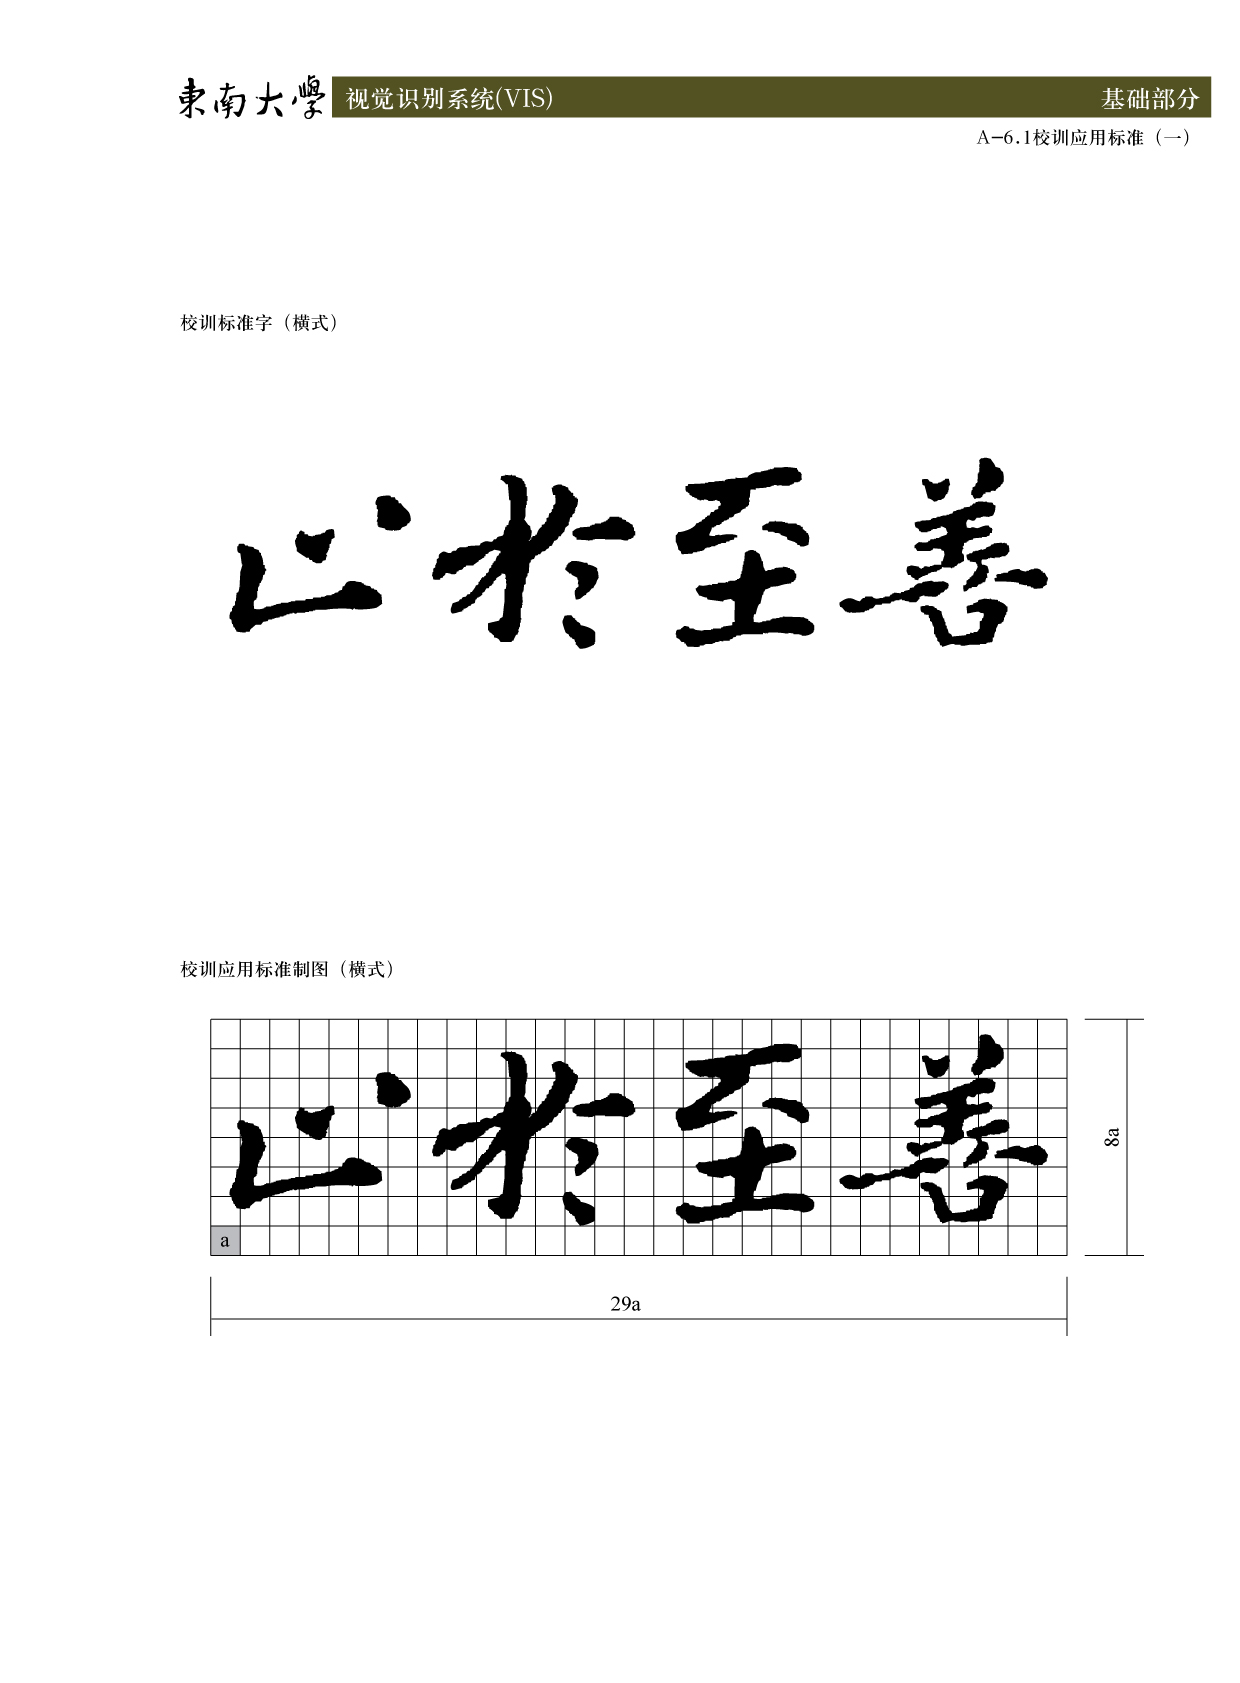 東南大學 视觉识别系统(VIS) 基础部分
A-6.1校训应用标准（一）
校训标准字（横式）
止於至善
校训应用标准制图（横式）
止於至善
a
8a
29a